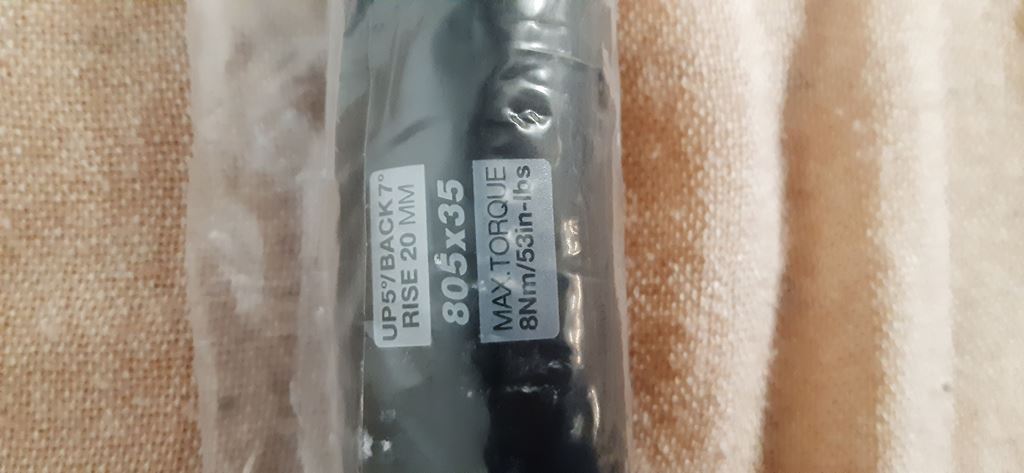 UP5°/BACK7°
RISE 20 MM
805x35
MAX.TORQUE
8Nm/53in-lbs